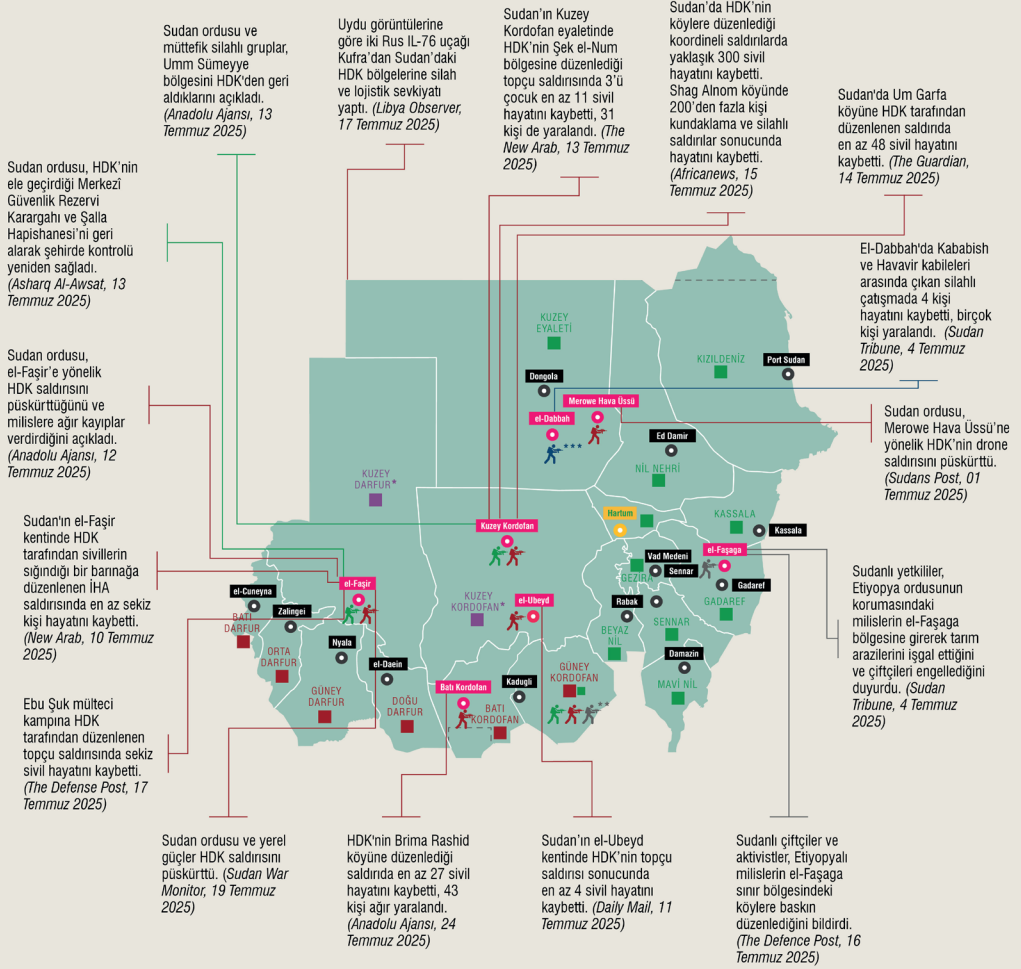 Sudan ordusu ve
müttefik silahlı gruplar,
Umm Sümeyye
bölgesini HDK'den geri
aldıklarını açıkladı.
(Anadolu Ajansı, 13
Temmuz 2025)
Uydu görüntülerine
göre iki Rus IL-76 uçağı
Kufra'dan Sudan'daki
HDK bölgelerine silah
ve lojistik sevkiyatı
yaptı. (Libya Observer,
17 Temmuz 2025)
Sudan'ın Kuzey
Kordofan eyaletinde
HDK'nin Şek el-Num
bölgesine düzenlediği
topçu saldırısında 3'ü
çocuk en az 11 sivil
hayatını kaybetti, 31
kişi de yaralandı. (The
New Arab, 13 Temmuz
2025)
Sudan'da HDK'nin
köylere düzenlediği
koordineli saldırılarda
yaklaşık 300 sivil
hayatını kaybetti.
Shag Alnom köyünde
200'den fazla kişi
kundaklama ve silahlı
saldırılar sonucunda
hayatını kaybetti.
(Africanews, 15
Temmuz 2025)
Sudan'da Um Garfa
köyüne HDK tarafından
düzenlenen saldırıda
en az 48 sivil hayatını
kaybetti. (The Guardian,
14 Temmuz 2025)
Sudan ordusu, HDK'nin
ele geçirdiği Merkezî
Güvenlik Rezervi
Karargahı ve Şalla
Hapishanesi'ni geri
alarak şehirde kontrolü
yeniden sağladı.
(Asharq Al-Awsat, 13
Temmuz 2025)
El-Dabbah'da Kababish
ve Havavir kabileleri
arasında çıkan silahlı
çatışmada 4 kişi
hayatını kaybetti, birçok
kişi yaralandı. (Sudan
Tribune, 4 Temmuz
2025)
Sudan ordusu,
el-Faşir'e yönelik
HDK saldırısını
püskürttüğünü ve
milislere ağır kayıplar
verdirdiğini açıkladı.
(Anadolu Ajansı, 12
Temmuz 2025)
Sudan ordusu,
Merowe Hava Üssü'ne
yönelik HDK'nin drone
saldırısını püskürttü.
(Sudans Post, 01
Temmuz 2025)
KUZEY
EYALETİ
KIZILDENİZ
Port Sudan
Dongola
Merowe Hava Üssü
el-Dabbah
***
Ed Damir
NİL NEHRİ
KUZEY
DARFUR*
Hartum
KASSALA
Kassala
Kuzey Kordofan
Vad Medeni
el-Faşaga
Sennar
GEZİRA
Gadaref
GADAREF
Sudan'ın el-Faşir
kentinde HDK
tarafından sivillerin
sığındığı bir barınağa
düzenlenen İHA
saldırısında en az sekiz
kişi hayatını kaybetti.
(New Arab, 10 Temmuz
2025)
el-Faşir
el-Cuneyna
Zalingei
BATI
DARFUR
ORTA
DARFUR
Nyala
el-Daein
GÜNEY
DARFUR
DOĞU
DARFUR
KUZEY
KORDOFAN*
el-Ubeyd
Rabak
BEYAZ
NİL
SENNAR
Damazin
MAVİ NİL
GÜNEY
KORDOFAN
**
Kadugli
Batı Kordofan
BATI
KORDOFAN
Sudanlı yetkililer,
Etiyopya ordusunun
korumasındaki
milislerin el-Faşaga
bölgesine girerek tarım
arazilerini işgal ettiğini
ve çiftçileri engellediğini
duyurdu. (Sudan
Tribune, 4 Temmuz
2025)
Ebu Şuk mülteci
kampına HDK
tarafından düzenlenen
topçu saldırısında sekiz
sivil hayatını kaybetti.
(The Defense Post, 17
Temmuz 2025)
Sudan ordusu ve yerel
güçler HDK saldırısını
püskürttü. (Sudan War
Monitor, 19 Temmuz
2025)
HDK'nin Brima Rashid
köyüne düzenlediği
saldırıda en az 27 sivil
hayatını kaybetti, 43
kişi ağır yaralandı.
(Anadolu Ajansı, 24
Temmuz 2025)
Sudan'ın el-Ubeyd
kentinde HDK'nin topçu
saldırısı sonucunda
en az 4 sivil hayatını
kaybetti. (Daily Mail, 11
Temmuz 2025)
Sudanlı çiftçiler ve
aktivistler, Etiyopyalı
milislerin el-Faşaga
sınır bölgesindeki
köylere baskın
düzenlediğini bildirdi.
(The Defence Post, 16
Temmuz 2025)